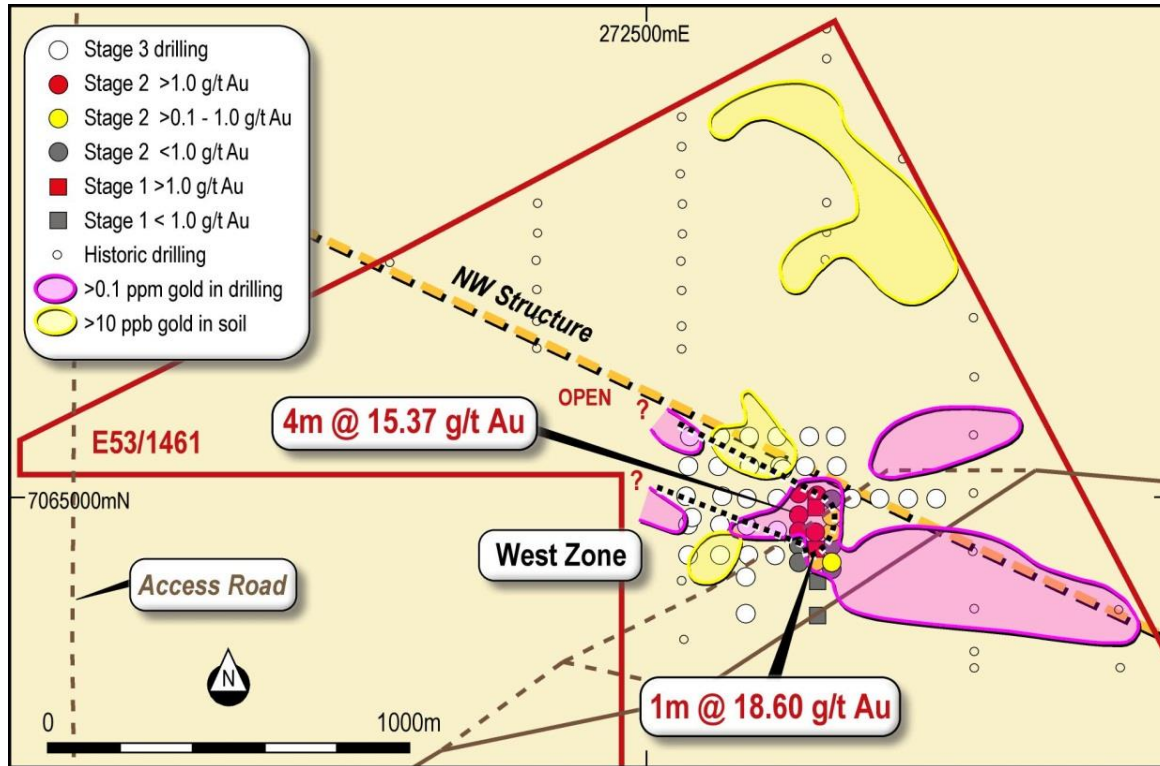 Stage 3 drilling
Stage 2 >1.0 g/t Au
Stage 2 >0.1 - 1.0 g/t Au
Stage 2 <1.0 g/t Au
Stage 1 >1.0 g/t Au
Stage 1 < 1.0 g/t Au
Historic drilling
>0.1 ppm gold in drilling
>10 ppb gold in soil
272500mE
NW Structure
OPEN
?
4m @ 15.37 g/t Au
E53/1461
?
7065000mN
West Zone
Access Road
N
0 1000m
1m @ 18.60 g/t Au